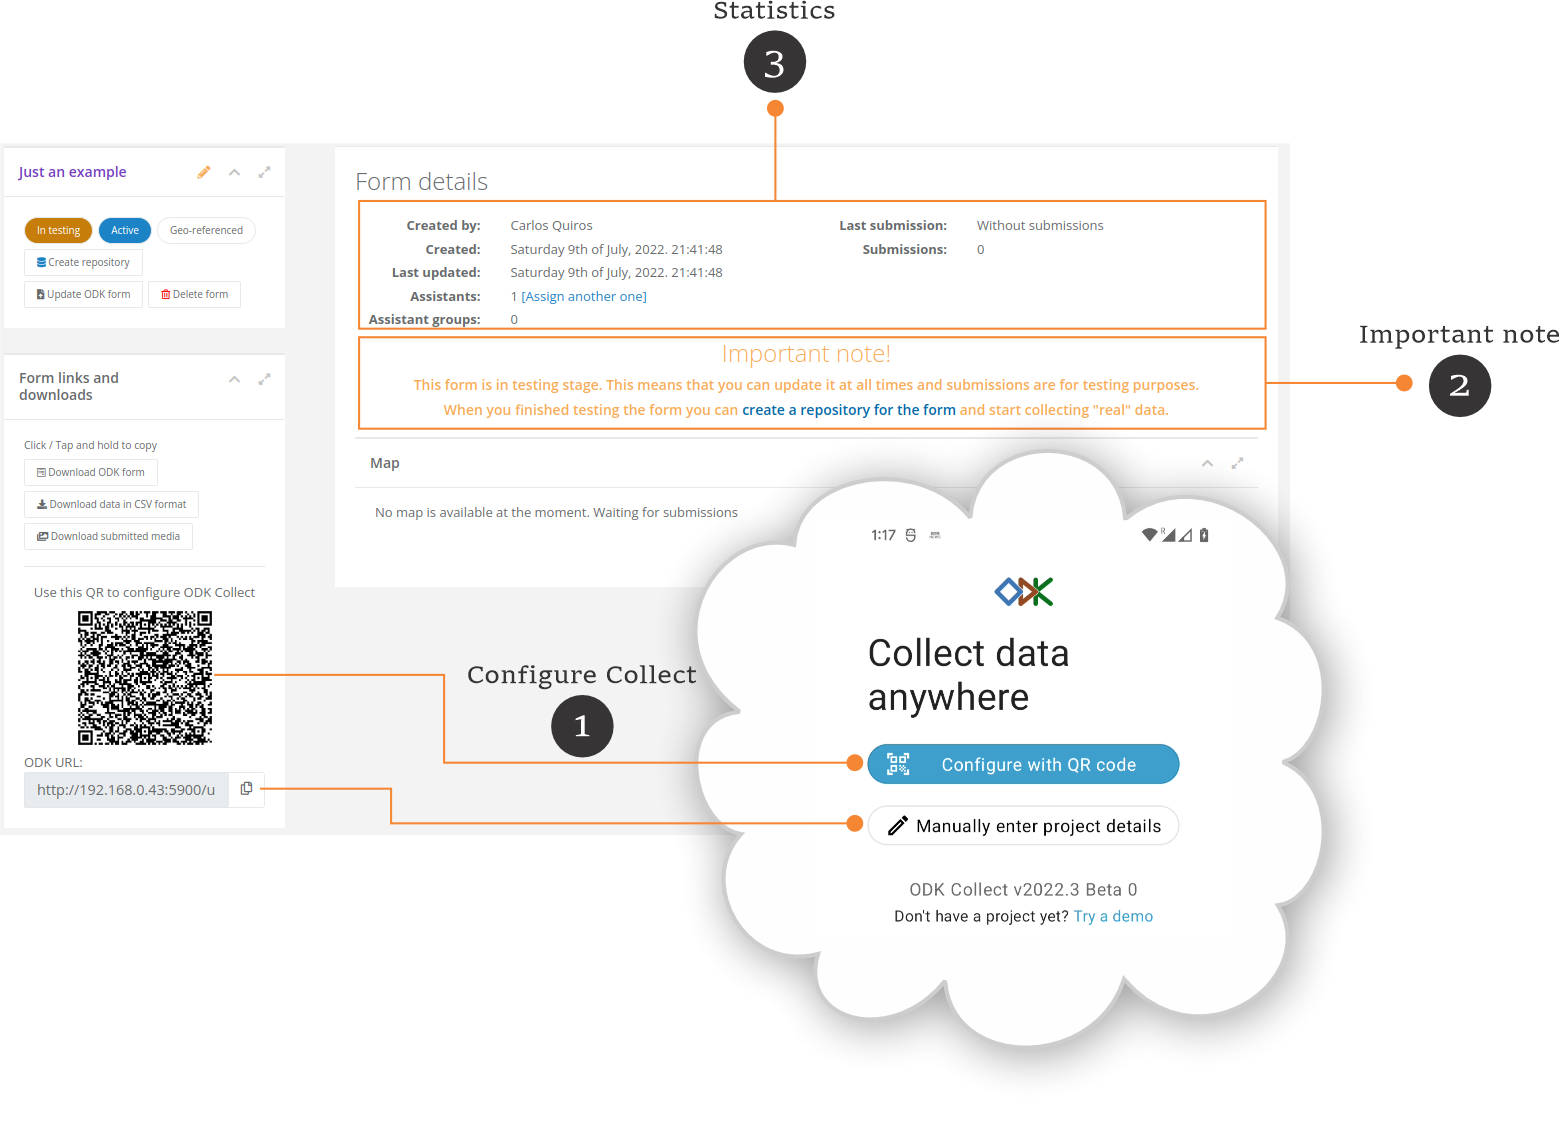 Statistics
3
Just an example
In testing
Active
Geo-referenced
Create repository
Update ODK form
Delete form
Form links and
downloads
Click / Tap and hold to copy
Download ODK form
Download data in CSV format
Download submitted media
Use this QR to configure ODK Collect
ODK URL:
http://192.168.0.43:5900/u
Form details
Created by: Carlos Quiros
Created: Saturday 9th of July, 2022. 21:41:48
Last updated: Saturday 9th of July, 2022. 21:41:48
Assistants: 1 [Assign another one]
Assistant groups: 0
Last submission: Without submissions
Submissions: 0
Important note!
This form is in testing stage. This means that you can update it at all times and submissions are for testing purposes.
When you finished testing the form you can create a repository for the form and start collecting "real" data.
Important note
2
Map
No map is available at the moment. Waiting for submissions
Configure Collect
1
1:17
R
ODK
Collect data
anywhere
Configure with QR code
Manually enter project details
ODK Collect v2022.3 Beta 0
Don't have a project yet? Try a demo